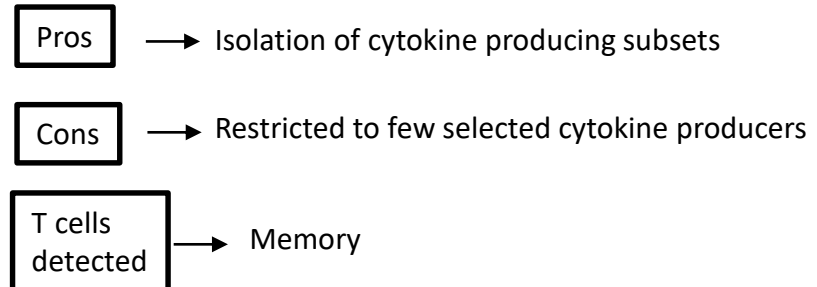 Pros
Isolation of cytokine producing subsets
Cons
Restricted to few selected cytokine producers
T cells
detected
Memory